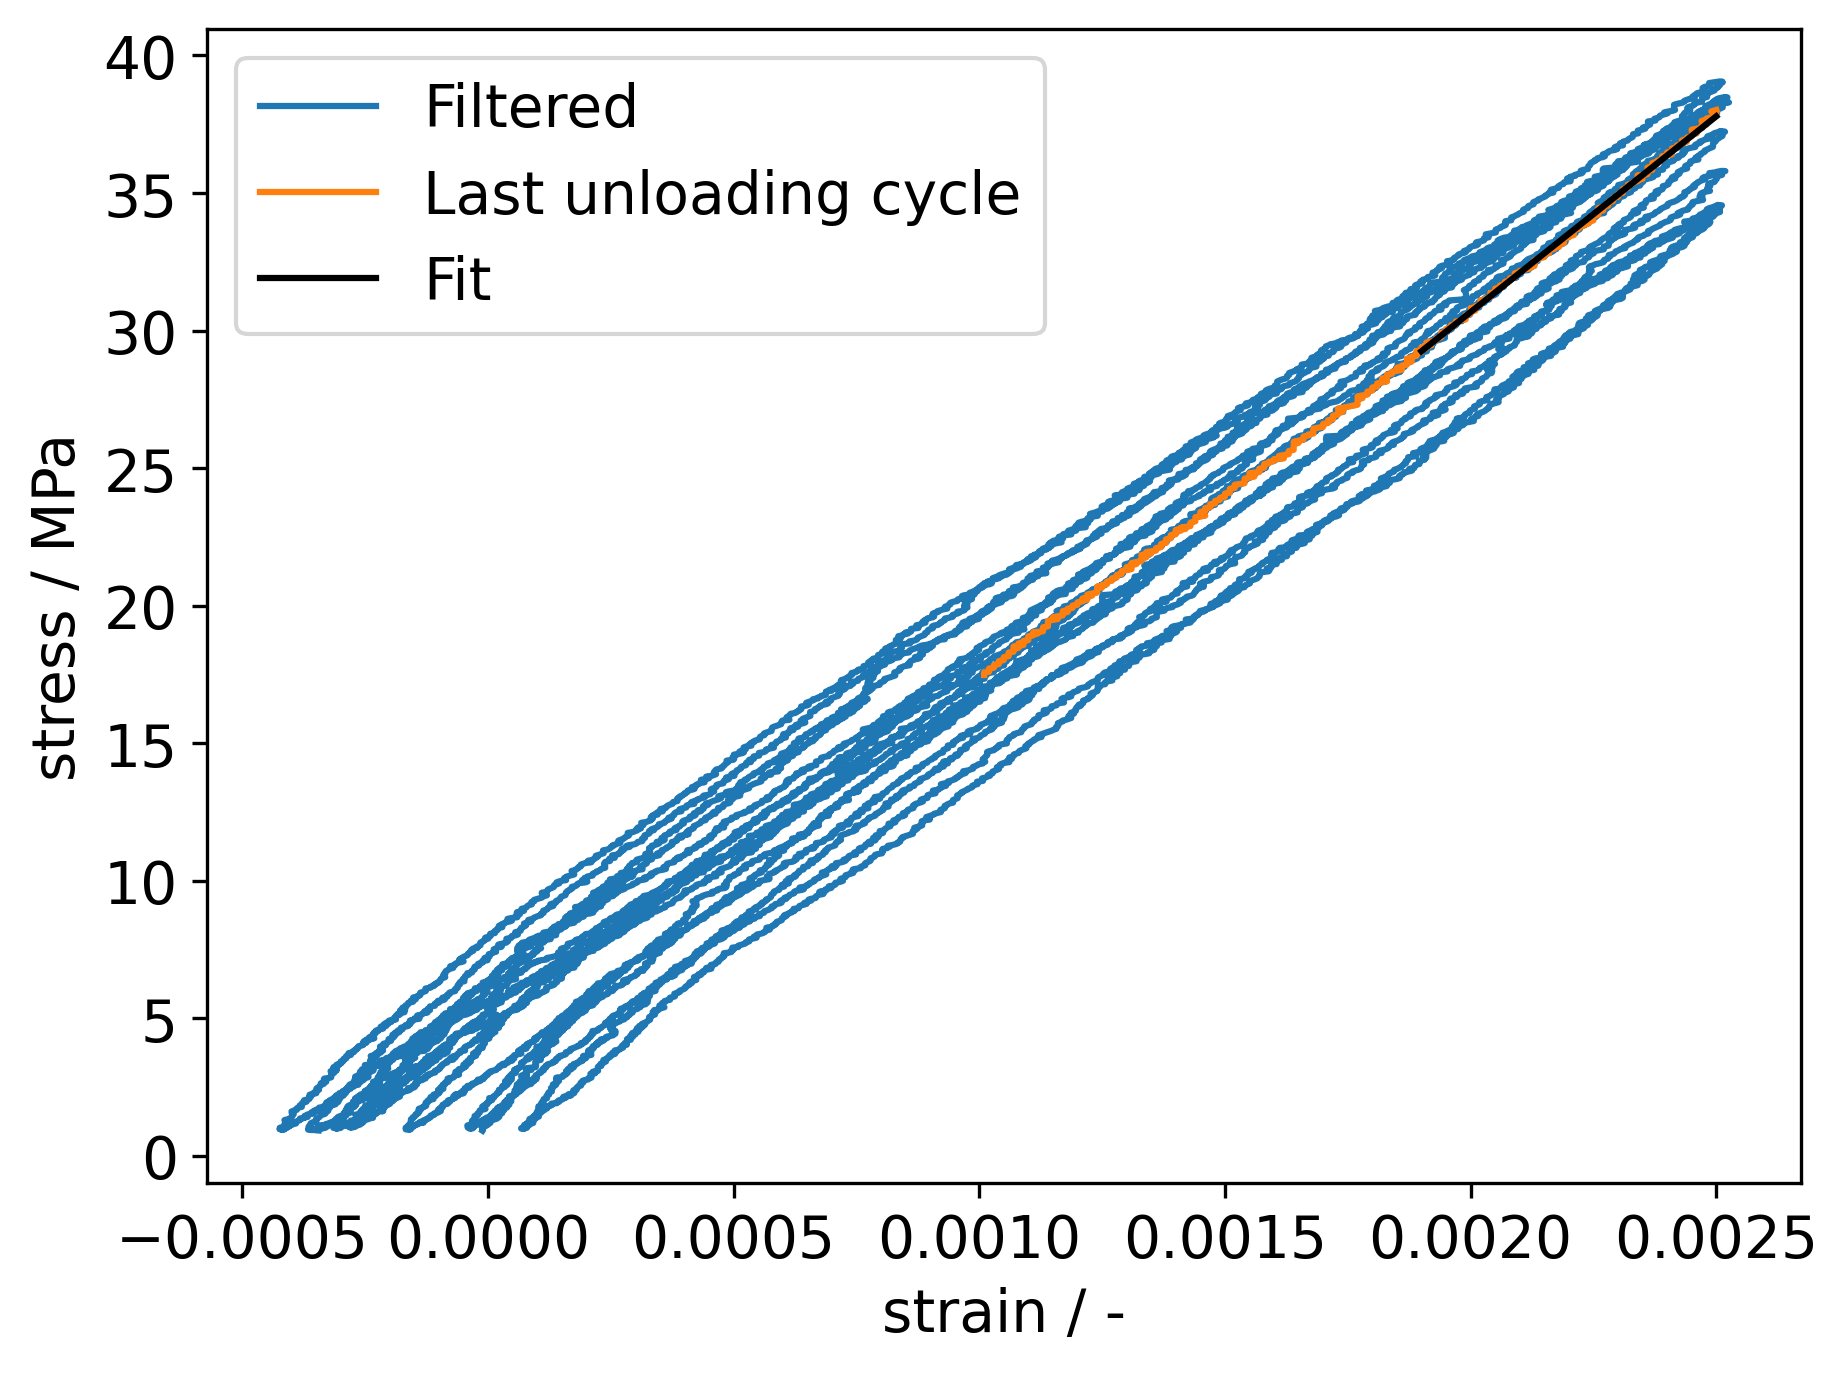 40
35
30
25
20
15
10
5
0
stress / MPa
Filtered
Last unloading cycle
Fit
−0.0005 0.0000 0.0005 0.0010 0.0015 0.0020 0.0025
strain / -